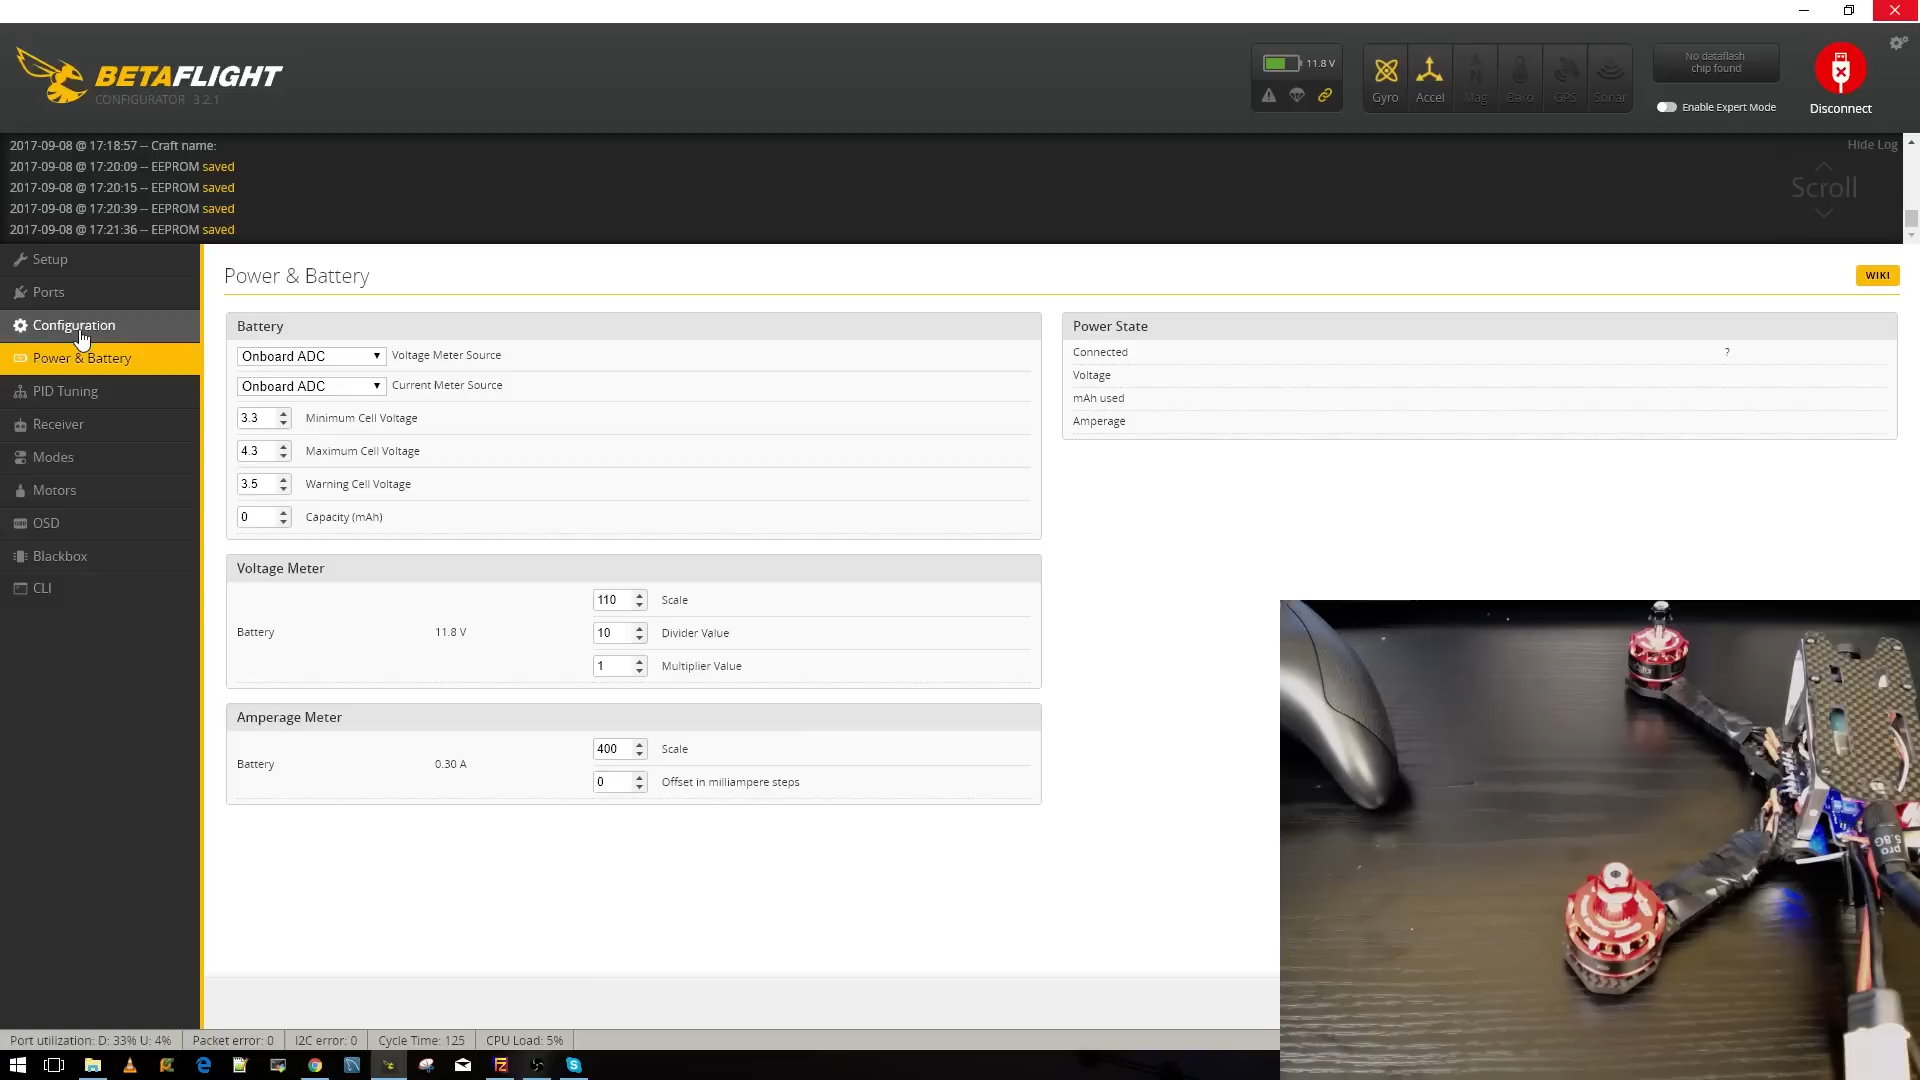 BETAFLIGHT
CONFIGURATOR 3.2.1
11.8 V
Gyro
Accel
Mag
Baro
GPS
Sonar
No dataflash
chip found
Enable Expert Mode
Disconnect
2017-09-08 @ 17:18:57 -- Craft name:
2017-09-08 @ 17:20:09 -- EEPROM saved
2017-09-08 @ 17:20:15 -- EEPROM saved
2017-09-08 @ 17:20:39 -- EEPROM saved
2017-09-08 @ 17:21:36 -- EEPROM saved
Hide Log
Scroll
Setup
Ports
Configuration
Power & Battery
PID Tuning
Receiver
Modes
Motors
OSD
Blackbox
CLI
Power & Battery
WIKI
Battery
Onboard ADC Voltage Meter Source
Onboard ADC Current Meter Source
3.3 Minimum Cell Voltage
4.3 Maximum Cell Voltage
3.5 Warning Cell Voltage
0 Capacity (mAh)
Power State
Connected ?
Voltage
mAh used
Amperage
Voltage Meter
Battery 11.8 V
110 Scale
10 Divider Value
1 Multiplier Value
Amperage Meter
Battery 0.30 A
400 Scale
0 Offset in milliampere steps
pro
5.8G
Port utilization: D: 33% U: 4%
Packet error: 0
I2C error: 0
Cycle Time: 125
CPU Load: 5%